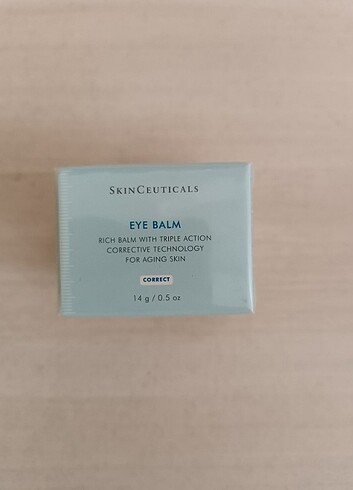 SKINCEUTICALS
EYE BALM
RICH BALM WITH TRIPLE ACTION
CORRECTIVE TECHNOLOGY
FOR AGING SKIN
CORRECT
14 g / 0.5 oz